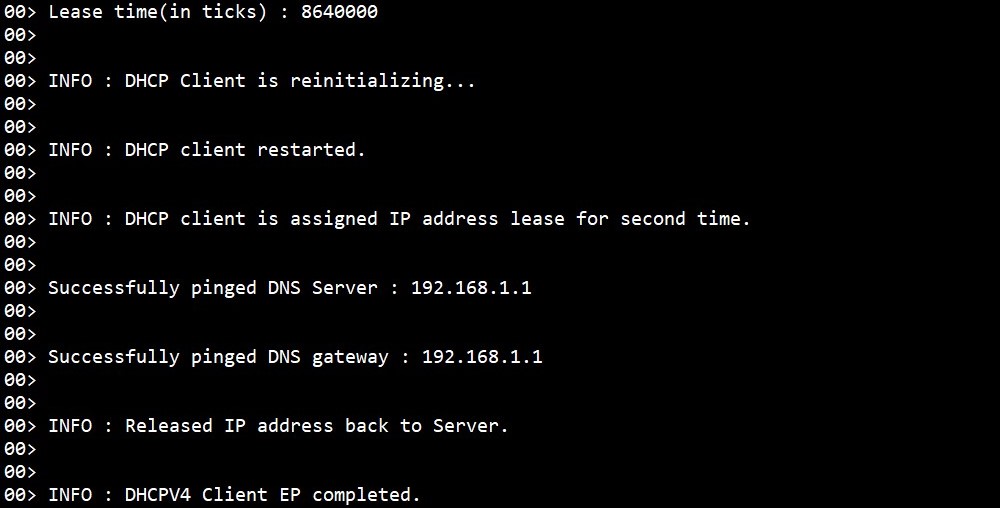 00> Lease time(in ticks) : 8640000
00>
00>
00> INFO : DHCP Client is reinitializing...
00>
00>
00> INFO : DHCP client restarted.
00>
00>
00> INFO : DHCP client is assigned IP address lease for second time.
00>
00>
00> Successfully pinged DNS Server : 192.168.1.1
00>
00>
00> Successfully pinged DNS gateway : 192.168.1.1
00>
00>
00> INFO : Released IP address back to Server.
00>
00>
00> INFO : DHCPV4 Client EP completed.